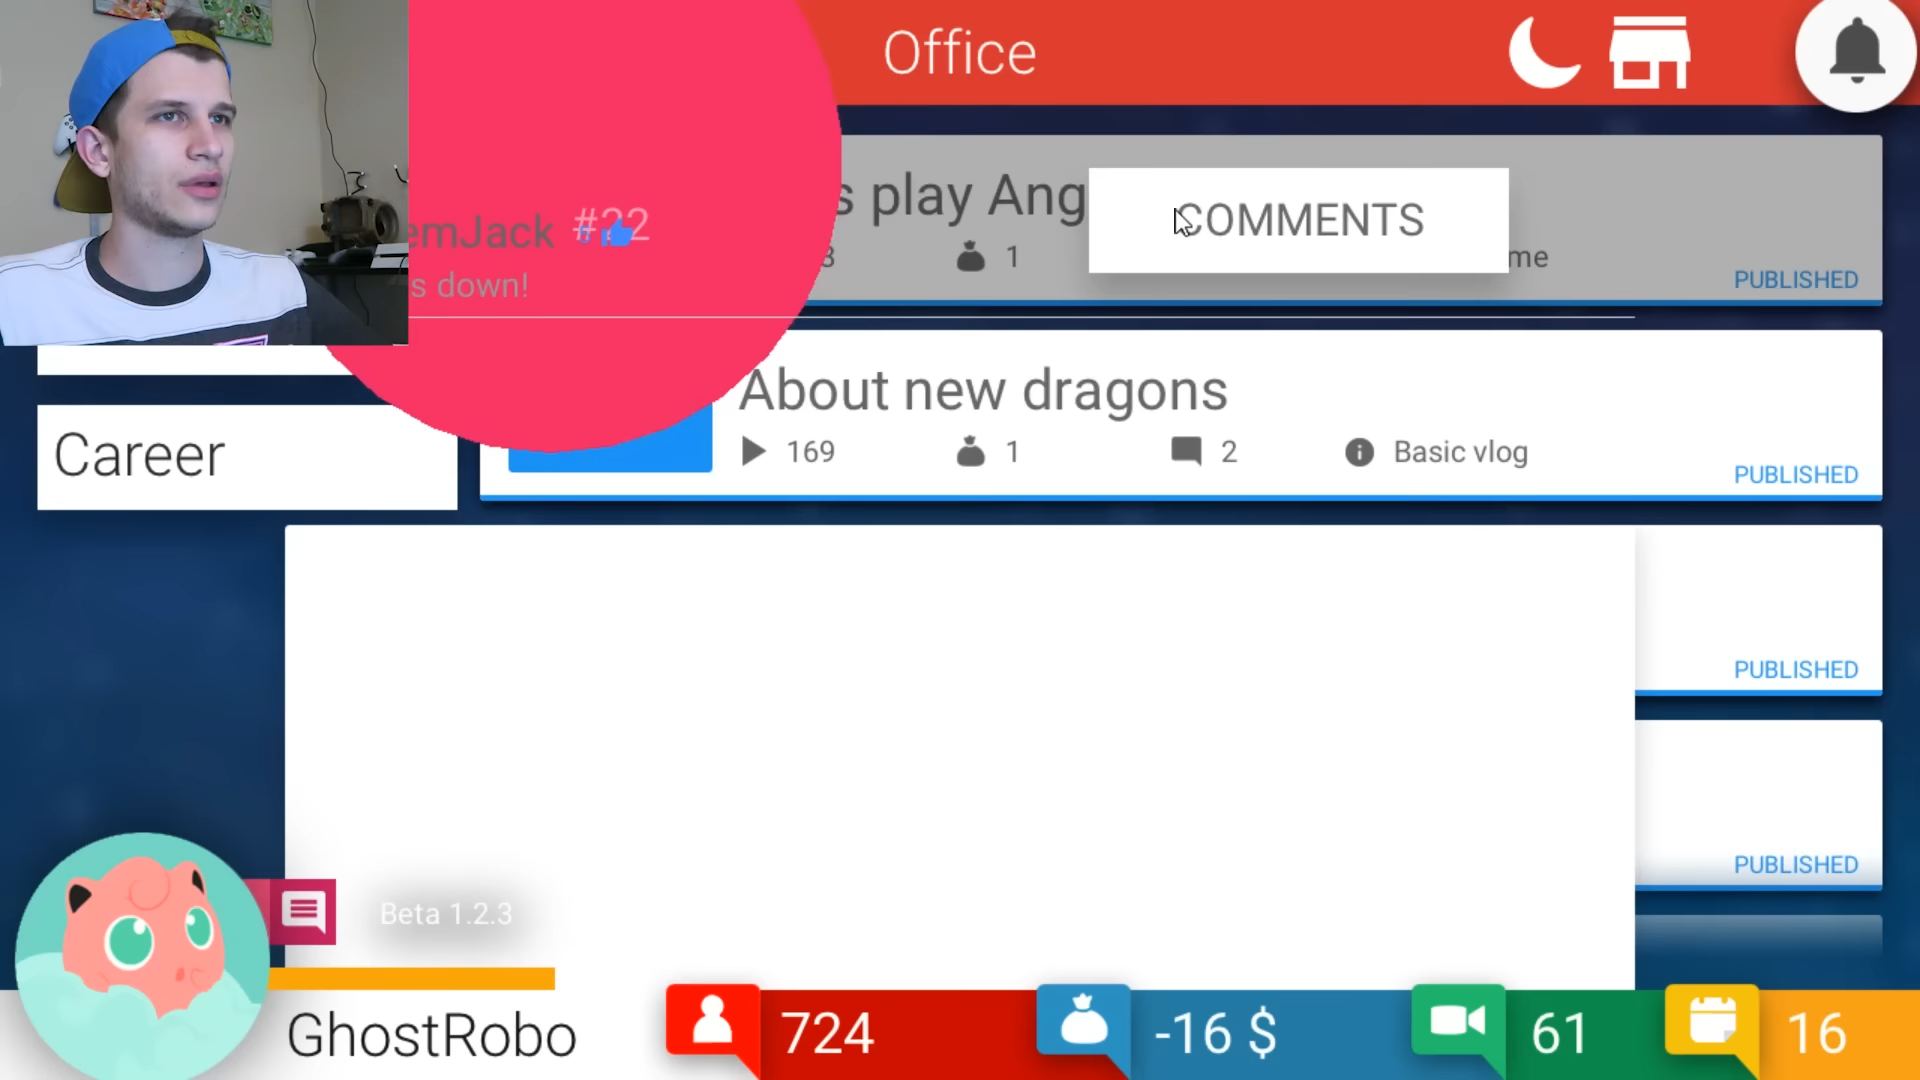 Office
s play Ang
COMMENTS
emJack #22
1
me
s down!
PUBLISHED
About new dragons
169 1 2 Basic vlog
PUBLISHED
Career
PUBLISHED
PUBLISHED
Beta 1.2.3
GhostRobo
724
-16 $
61
16